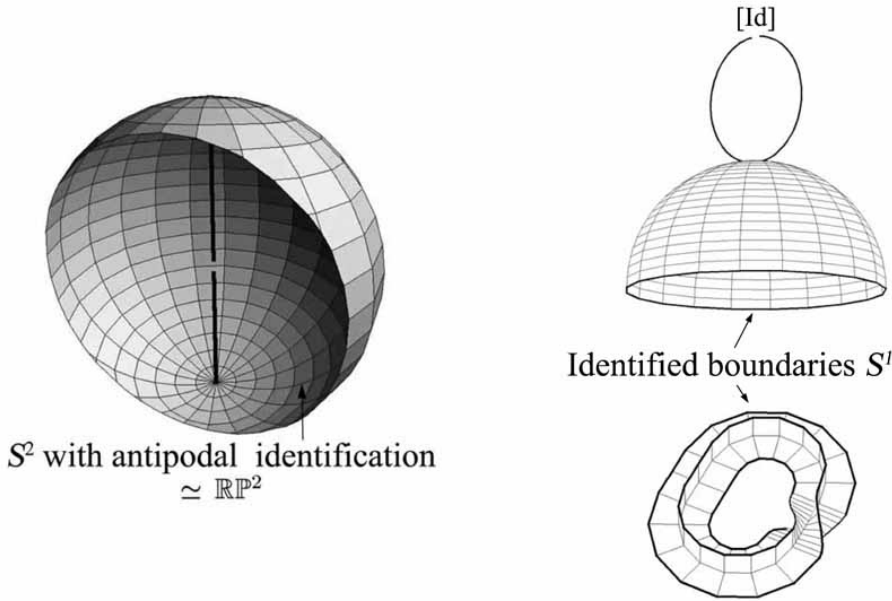 [Id]
Identified boundaries S¹
S² with antipodal identification
≃ ℝℙ²